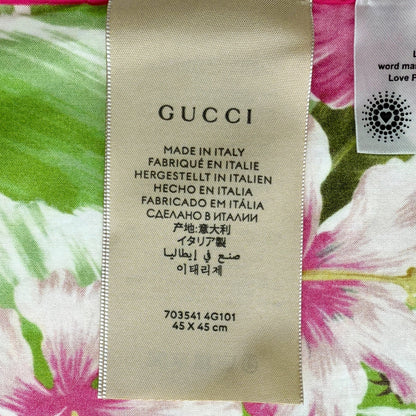 GUCCI
MADE IN ITALY
FABRIQUÉ EN ITALIE
HERGESTELLT IN ITALIEN
HECHO EN ITALIA
FABRICADO EM ITÁLIA
СДЕЛАНО В ИТАЛИИ
产地:意大利
イタリア製
صنع في إيطاليا
이태리제
703541 4G101
45 X 45 cm
L
word ma
Love F